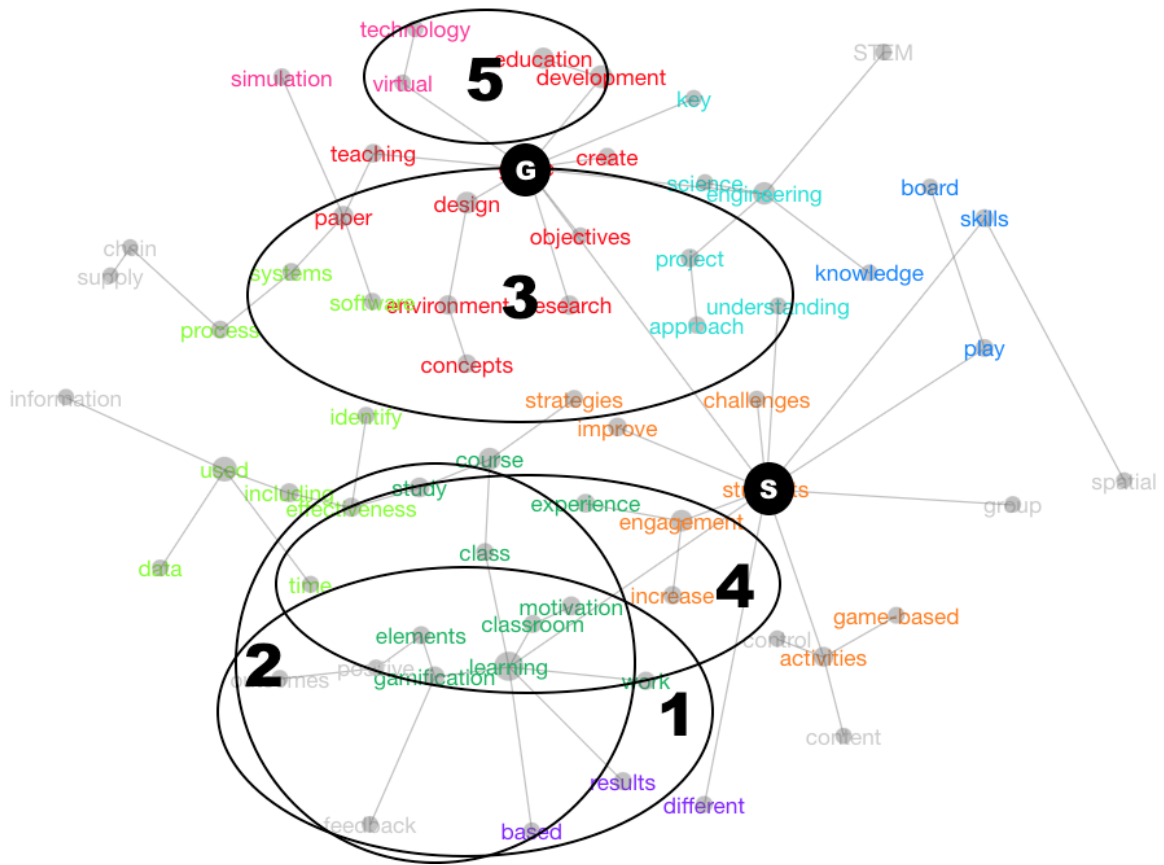 technology
education
5
development
simulation
virtual
STEM
key
teaching
G
create
science
engineering
board
paper
design
skills
objectives
chain
supply
systems
project
knowledge
software
environment
3
research
understanding
process
approach
play
concepts
information
strategies
challenges
identify
improve
course
used
including
study
students
S
spatial
effectiveness
experience
engagement
group
class
data
time
4
increase
motivation
game-based
classroom
elements
control
2
outcomes
positive
learning
activities
gamification
work
1
content
results
different
feedback
based